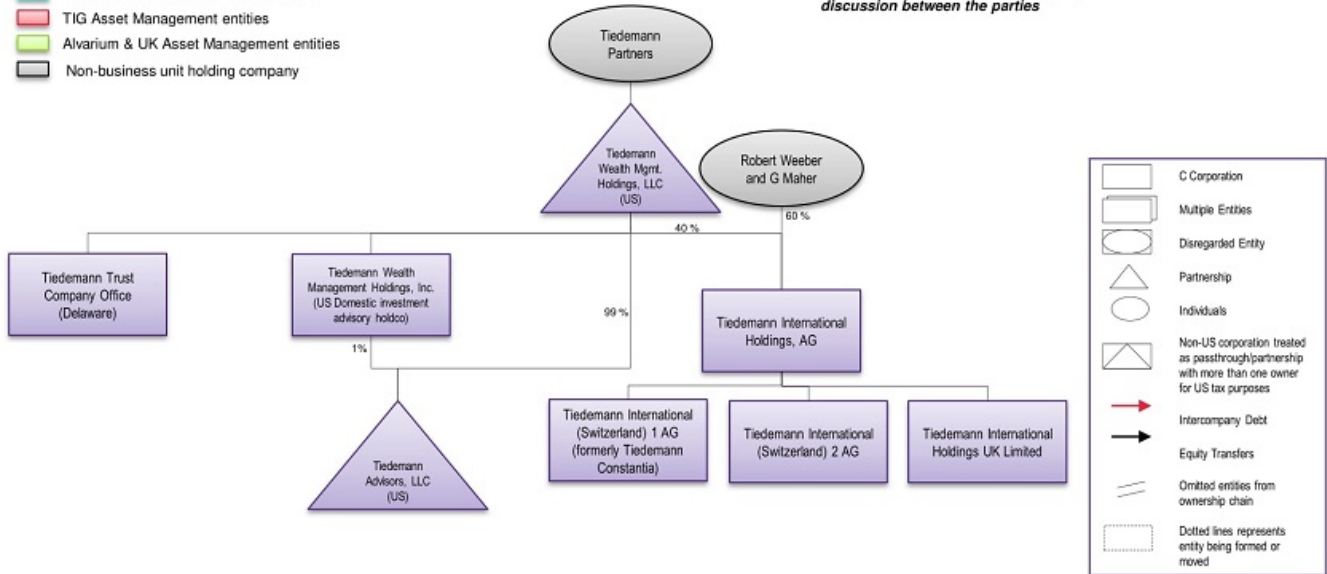 discussion between the parties
TIG Asset Management entities
Alvarium & UK Asset Management entities
Non-business unit holding company
Tiedemann
Partners
Tiedemann
Wealth Mgmt.
Holdings, LLC
(US)
Robert Weeber
and G Maher
60 %
40 %
Tiedemann Trust
Company Office
(Delaware)
Tiedemann Wealth
Management Holdings, Inc.
(US Domestic investment
advisory holdco)
99 %
1%
Tiedemann International
Holdings, AG
Tiedemann
Advisors, LLC
(US)
Tiedemann International
(Switzerland) 1 AG
(formerly Tiedemann
Constantia)
Tiedemann International
(Switzerland) 2 AG
Tiedemann International
Holdings UK Limited
C Corporation
Multiple Entities
Disregarded Entity
Partnership
Individuals
Non-US corporation treated
as passthrough/partnership
with more than one owner
for US tax purposes
Intercompany Debt
Equity Transfers
Omitted entities from
ownership chain
Dotted lines represents
entity being formed or
moved